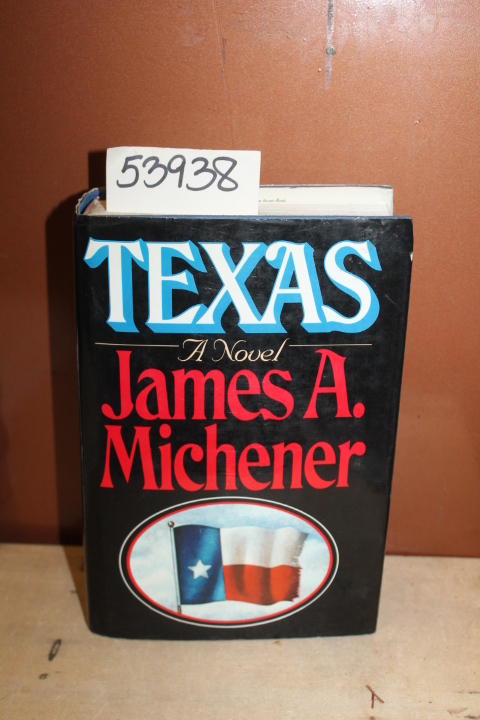 53938
TEXAS
A Novel
James A.
Michener